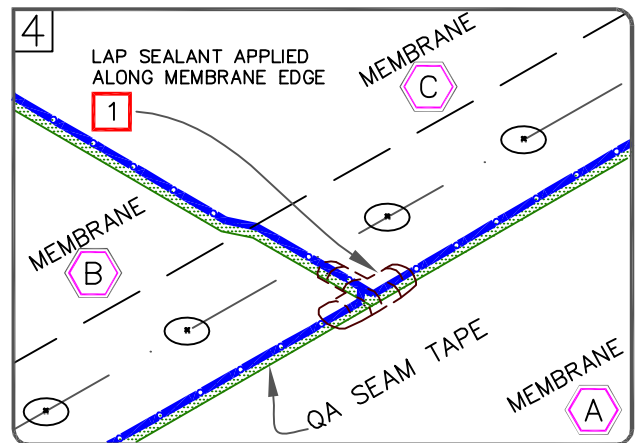 4
LAP SEALANT APPLIED
ALONG MEMBRANE EDGE
1
MEMBRANE
C
MEMBRANE
B
QA SEAM TAPE
MEMBRANE
A